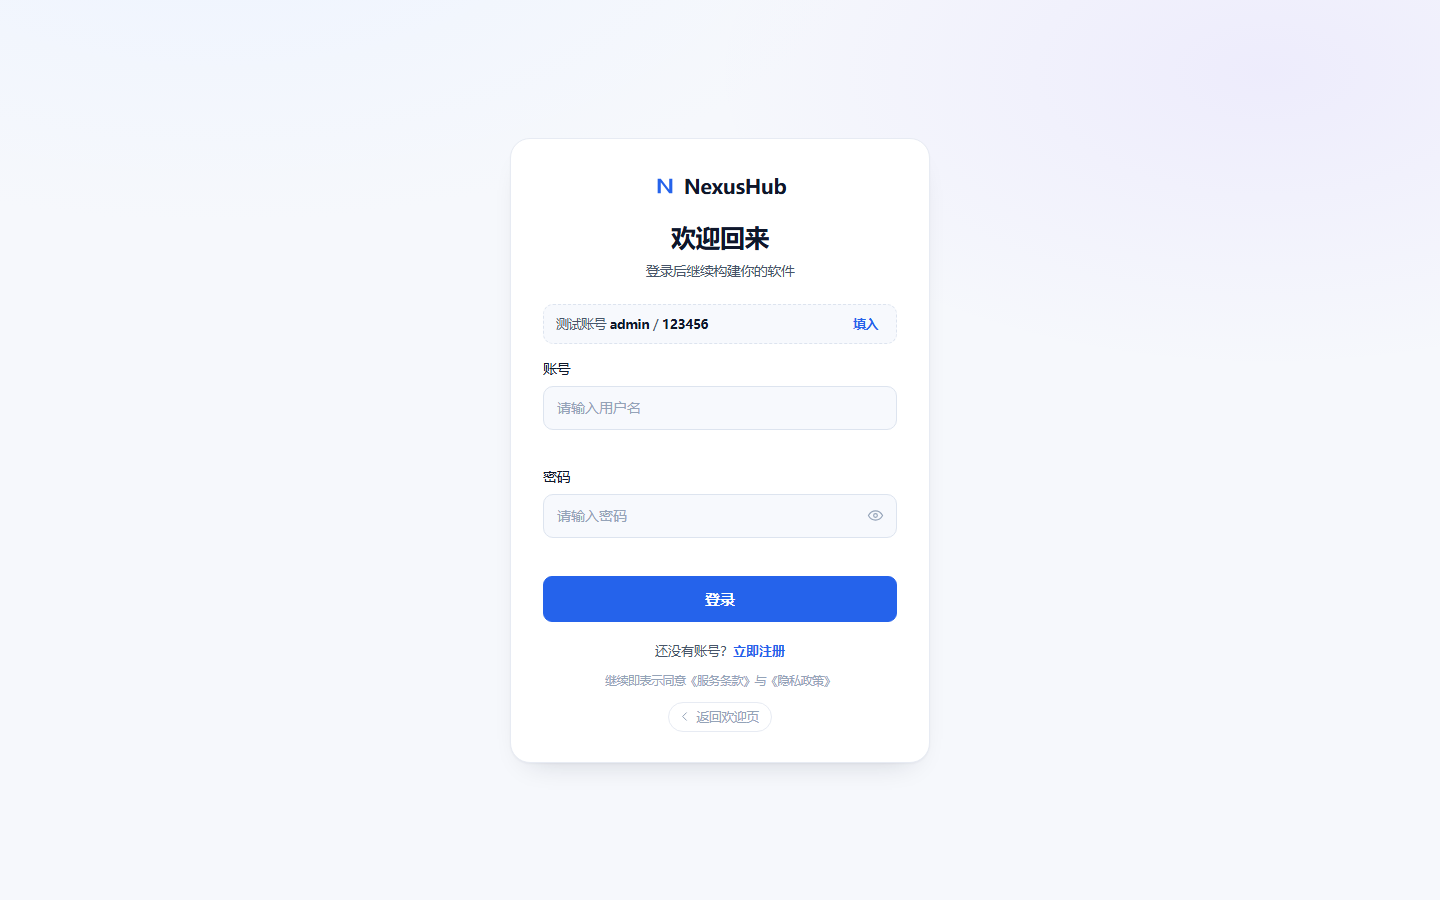 N NexusHub
欢迎回来
登录后继续构建你的软件
测试账号 admin / 123456 填入
账号
请输入用户名
密码
请输入密码
登录
还没有账号？立即注册
继续即表示同意《服务条款》与《隐私政策》
返回欢迎页